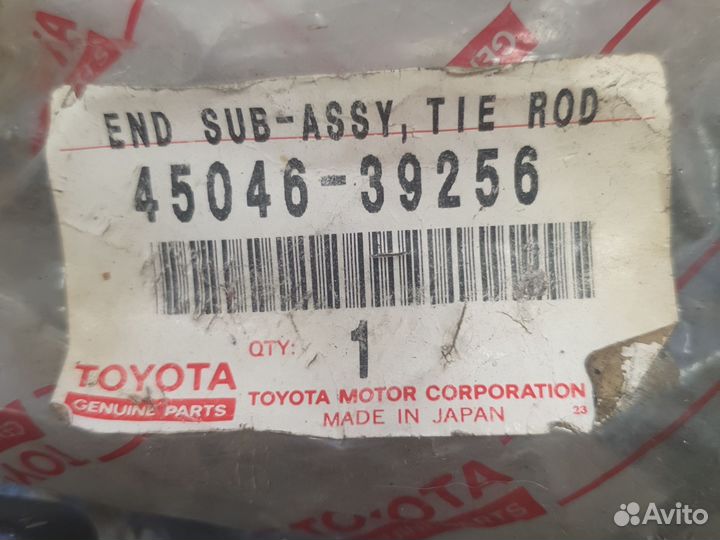 END SUB-ASSY, TIE ROD
45046-39256
QTY: 1
TOYOTA
GENUINE PARTS
TOYOTA MOTOR CORPORATION
MADE IN JAPAN
23
TOYOTA
Avito